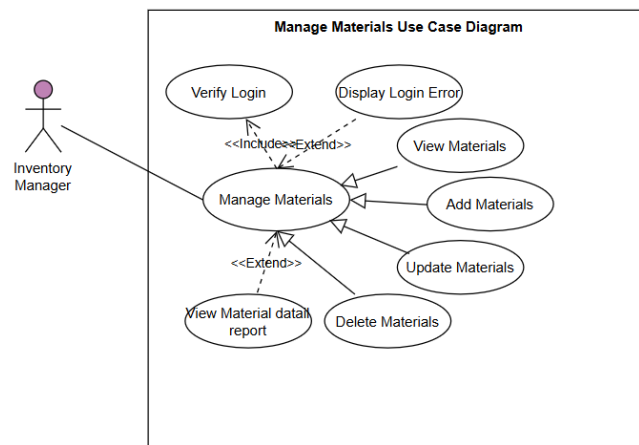 Manage Materials Use Case Diagram
Verify Login
Display Login Error
<<Include>>
<<Extend>>
View Materials
Inventory
Manager
Manage Materials
Add Materials
<<Extend>>
Update Materials
View Material datail
report
Delete Materials